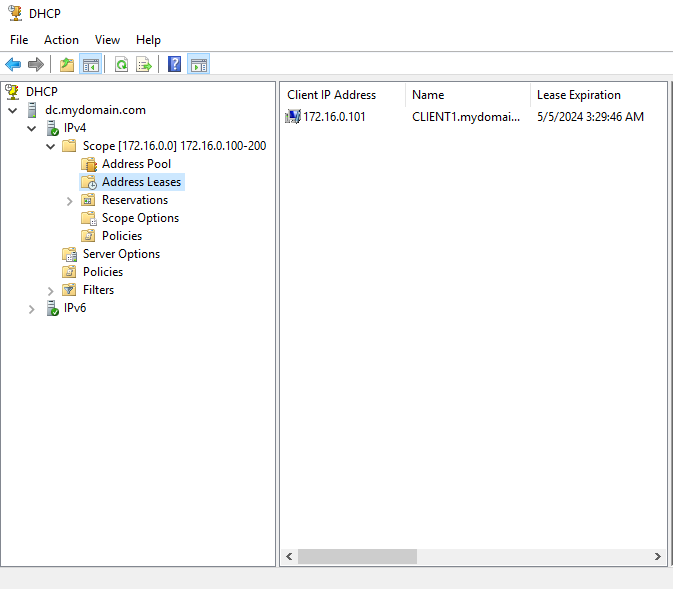 DHCP
File Action View Help
DHCP
dc.mydomain.com
IPv4
Scope [172.16.0.0] 172.16.0.100-200
Address Pool
Address Leases
Reservations
Scope Options
Policies
Server Options
Policies
Filters
IPv6
Client IP Address Name Lease Expiration
172.16.0.101 CLIENT1.mydomai... 5/5/2024 3:29:46 AM